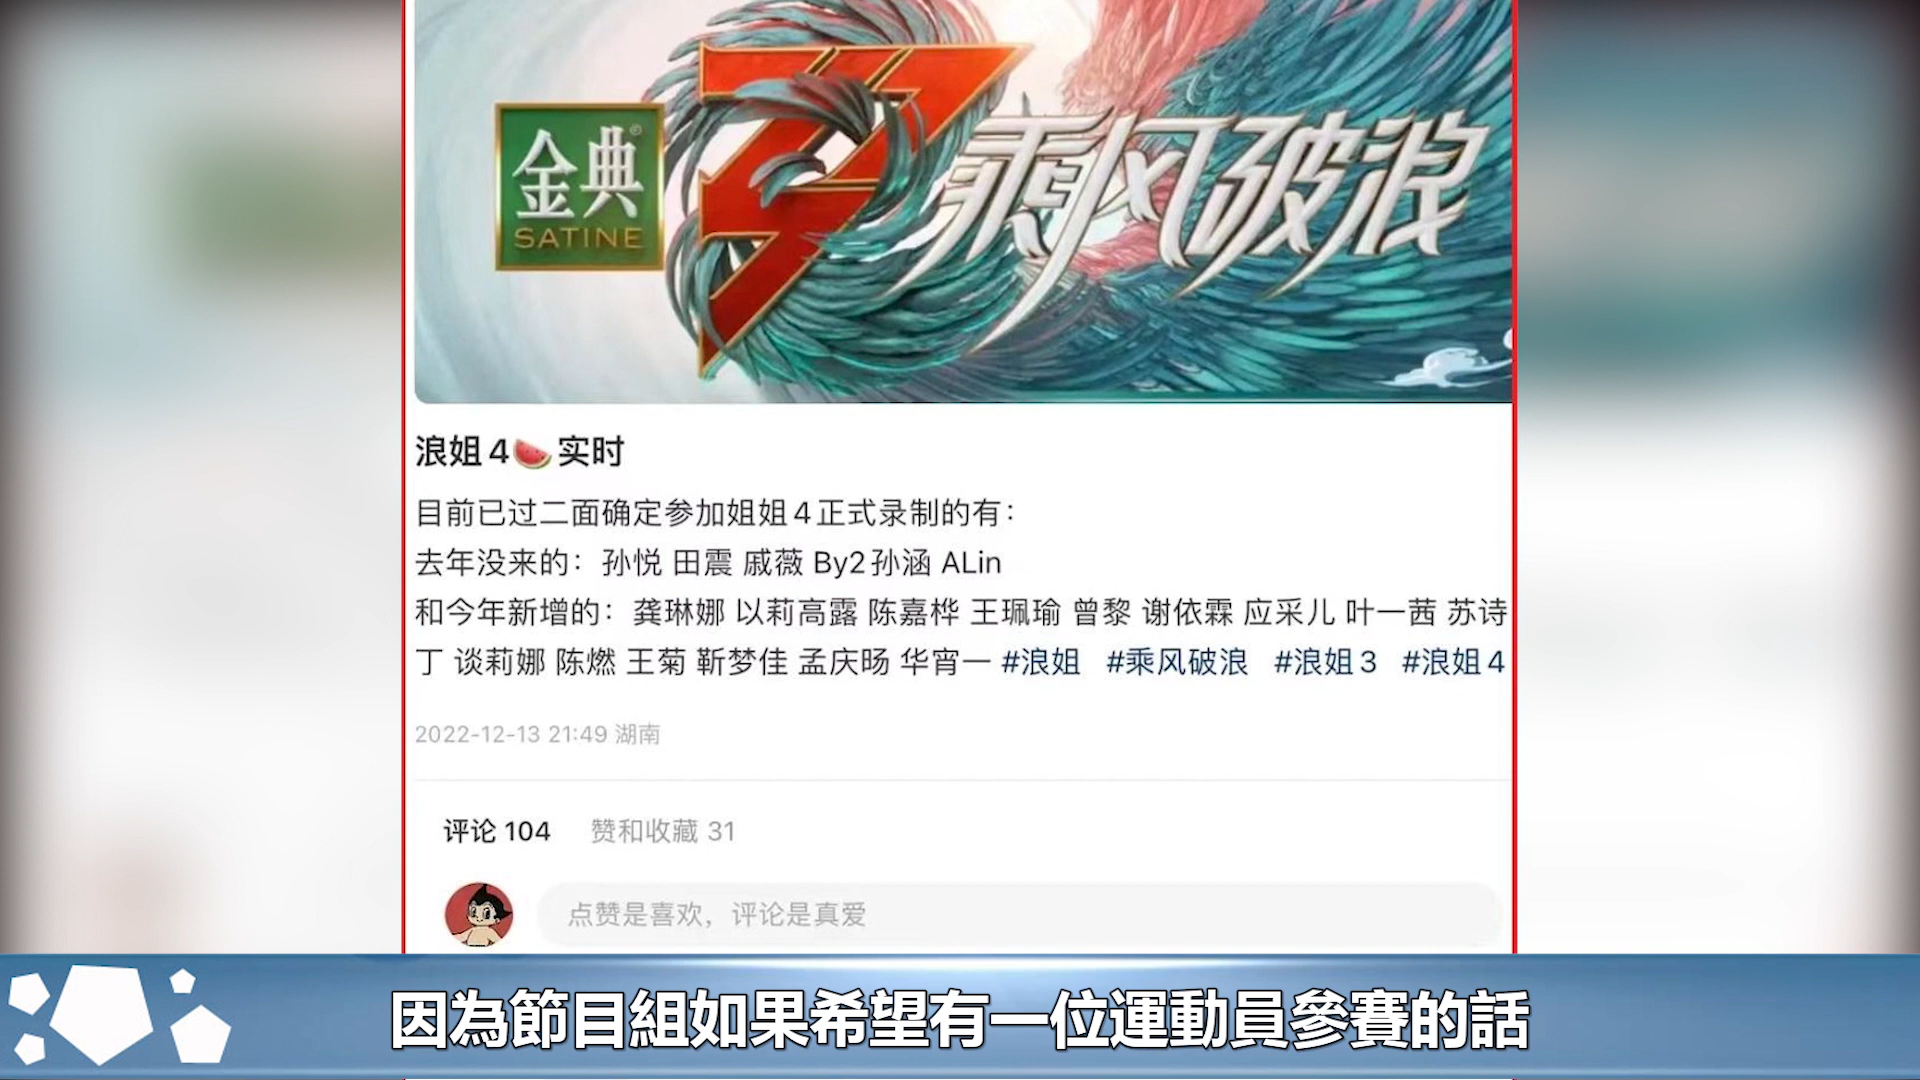 金典
SATINE
乘风破浪
浪姐4🍉实时
目前已过二面确定参加姐姐4正式录制的有：
去年没来的：孙悦 田震 戚薇 By2孙涵 ALin
和今年新增的：龚琳娜 以莉高露 陈嘉桦 王珮瑜 曾黎 谢依霖 应采儿 叶一茜 苏诗
丁 谈莉娜 陈燃 王菊 靳梦佳 孟庆旸 华宵一 #浪姐 #乘风破浪 #浪姐3 #浪姐4
2022-12-13 21:49 湖南
评论 104 赞和收藏 31
点赞是喜欢，评论是真爱
因為節目組如果希望有一位運動員參賽的話